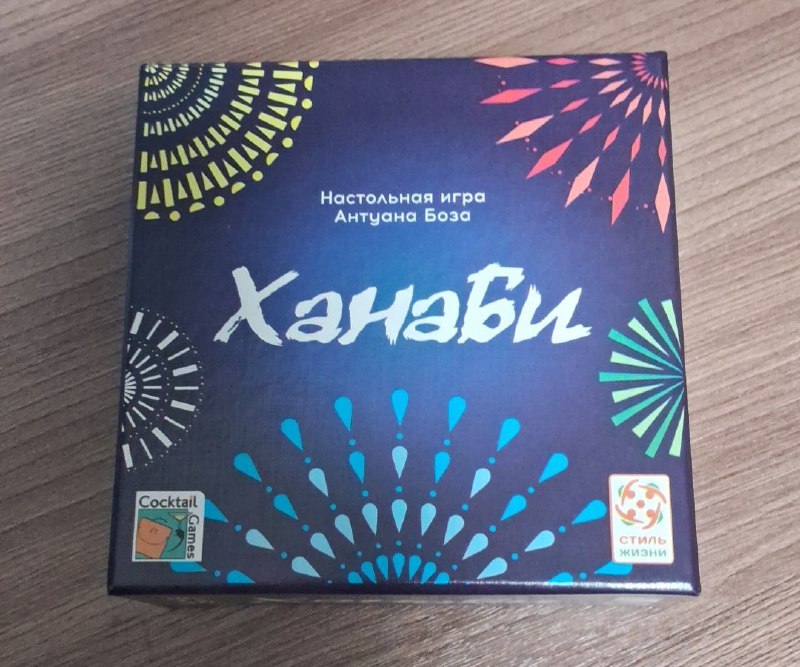 Настольная игра
Антуана Боза
Ханаби
Cocktail
Games
СТИЛЬ
ЖИЗНИ